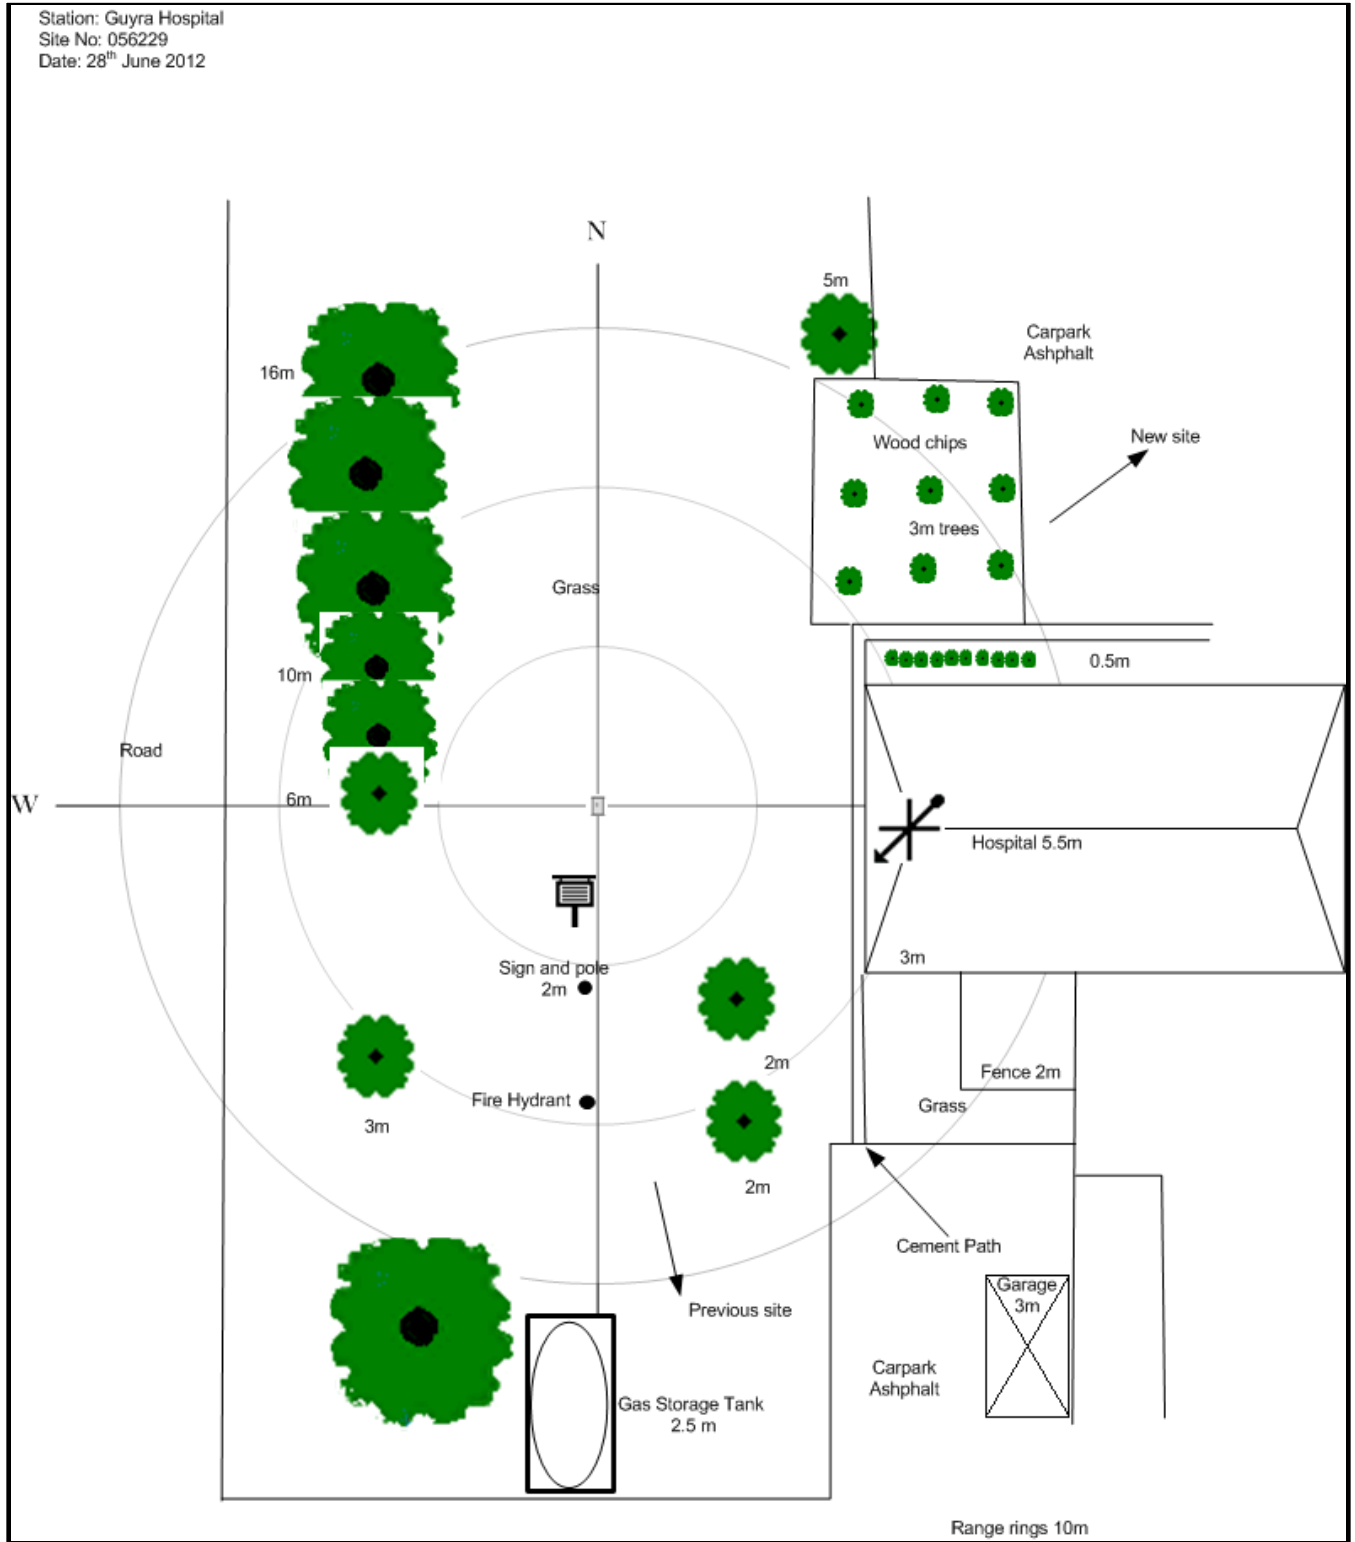 Station: Guyra Hospital
Site No: 056229
Date: 28th June 2012
N
5m
Carpark
Ashphalt
16m
New site
Wood chips
3m trees
Grass
10m
0.5m
Road
6m
W
Hospital 5.5m
3m
Sign and pole
2m
2m
Fence 2m
Fire Hydrant
Grass
3m
2m
Cement Path
Garage
3m
Previous site
Carpark
Ashphalt
Gas Storage Tank
2.5 m
Range rings 10m